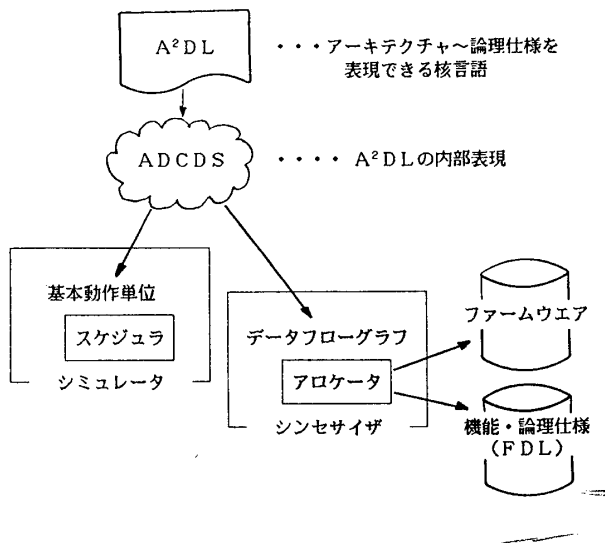 A²DL
・・・アーキテクチャ～論理仕様を
表現できる核言語
ADCDS
・・・・ A²DLの内部表現
基本動作単位
スケジュラ
シミュレータ
データフローグラフ
アロケータ
シンセサイザ
ファームウエア
機能・論理仕様
(FDL)